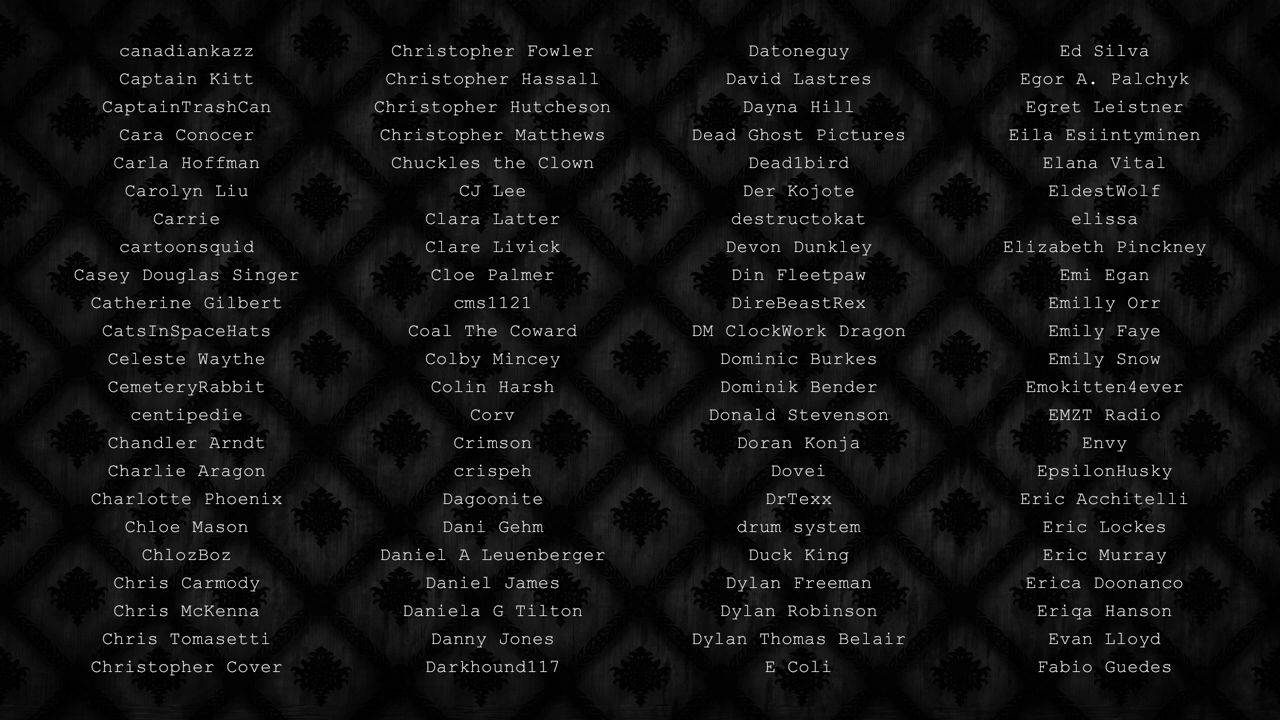 canadiankazz
Captain Kitt
CaptainTrashCan
Cara Conocer
Carla Hoffman
Carolyn Liu
Carrie
cartoonsquid
Casey Douglas Singer
Catherine Gilbert
CatsInSpaceHats
Celeste Waythe
CemeteryRabbit
centipedie
Chandler Arndt
Charlie Aragon
Charlotte Phoenix
Chloe Mason
ChlozBoz
Chris Carmody
Chris McKenna
Chris Tomasetti
Christopher Cover
Christopher Fowler
Christopher Hassall
Christopher Hutcheson
Christopher Matthews
Chuckles the Clown
CJ Lee
Clara Latter
Clare Livick
Cloe Palmer
cms1121
Coal The Coward
Colby Mincey
Colin Harsh
Corv
Crimson
crispeh
Dagoonite
Dani Gehm
Daniel A Leuenberger
Daniel James
Daniela G Tilton
Danny Jones
Darkhound117
Datoneguy
David Lastres
Dayna Hill
Dead Ghost Pictures
Dead1bird
Der Kojote
destructokat
Devon Dunkley
Din Fleetpaw
DireBeastRex
DM ClockWork Dragon
Dominic Burkes
Dominik Bender
Donald Stevenson
Doran Konja
Dovei
DrTexx
drum system
Duck King
Dylan Freeman
Dylan Robinson
Dylan Thomas Belair
E Coli
Ed Silva
Egor A. Palchyk
Egret Leistner
Eila Esiintyminen
Elana Vital
EldestWolf
elissa
Elizabeth Pinckney
Emi Egan
Emilly Orr
Emily Faye
Emily Snow
Emokitten4ever
EMZT Radio
Envy
EpsilonHusky
Eric Acchitelli
Eric Lockes
Eric Murray
Erica Doonanco
Eriqa Hanson
Evan Lloyd
Fabio Guedes